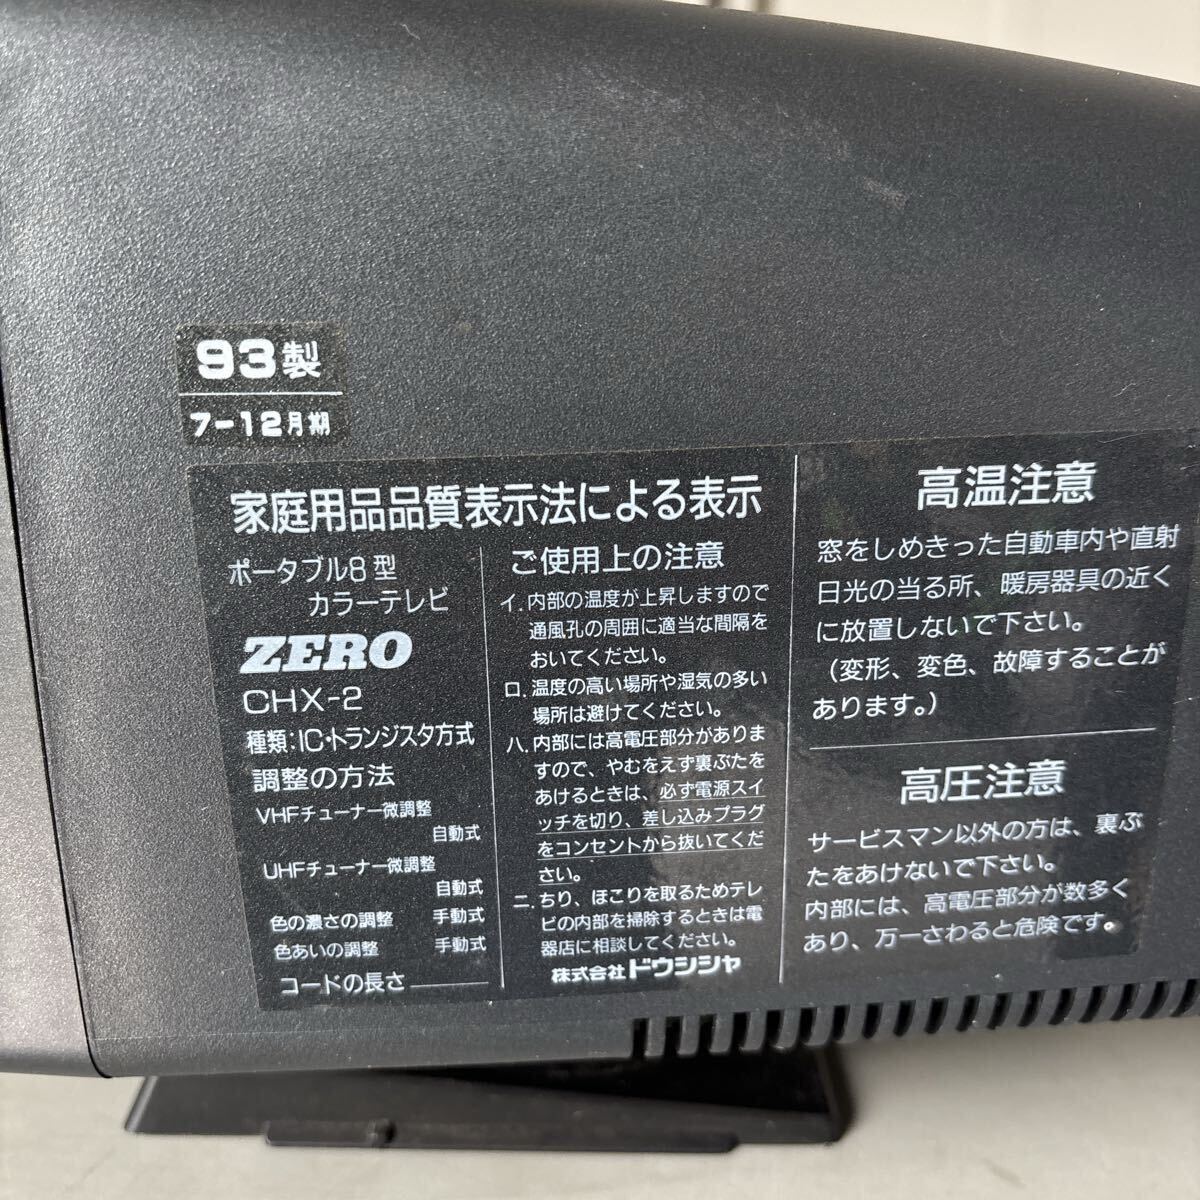 93製
7-12月期
家庭用品品質表示法による表示
ポータブル8型
カラーテレビ
ZERO
CHX-2
種類:IC・トランジスタ方式
調整の方法
VHFチューナー微調整
自動式
UHFチューナー微調整
自動式
色の濃さの調整 手動式
色あいの調整 手動式
コードの長さ
ご使用上の注意
イ.内部の温度が上昇しますので
通風孔の周囲に適当な間隔を
おいてください。
ロ.温度の高い場所や湿気の多い
場所は避けてください。
ハ.内部には高電圧部分がありま
すので、やむをえず裏ぶたを
あけるときは、必ず電源スイ
ッチを切り、差し込みプラグ
をコンセントから抜いてくだ
さい。
ニ.ちり、ほこりを取るためテレ
ビの内部を掃除するときは電
器店に相談してください。
株式会社ドウシシヤ
高温注意
窓をしめきった自動車内や直射
日光の当る所、暖房器具の近く
に放置しないで下さい。
(変形、変色、故障することが
あります。)
高圧注意
サービスマン以外の方は、裏ぶ
たをあけないで下さい。
内部には、高電圧部分が数多く
あり、万一さわると危険です。